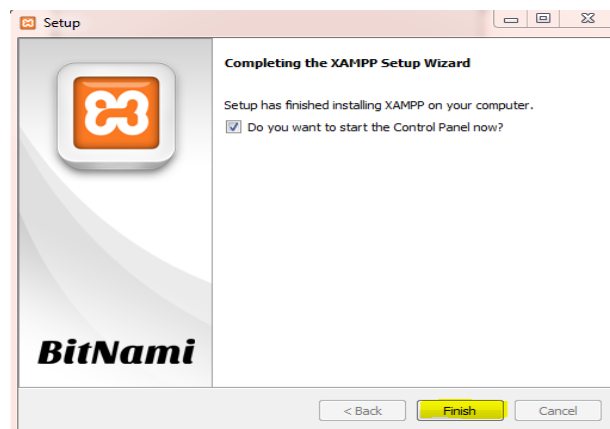 Setup
Completing the XAMPP Setup Wizard
Setup has finished installing XAMPP on your computer.
Do you want to start the Control Panel now?
BitNami
< Back
Finish
Cancel